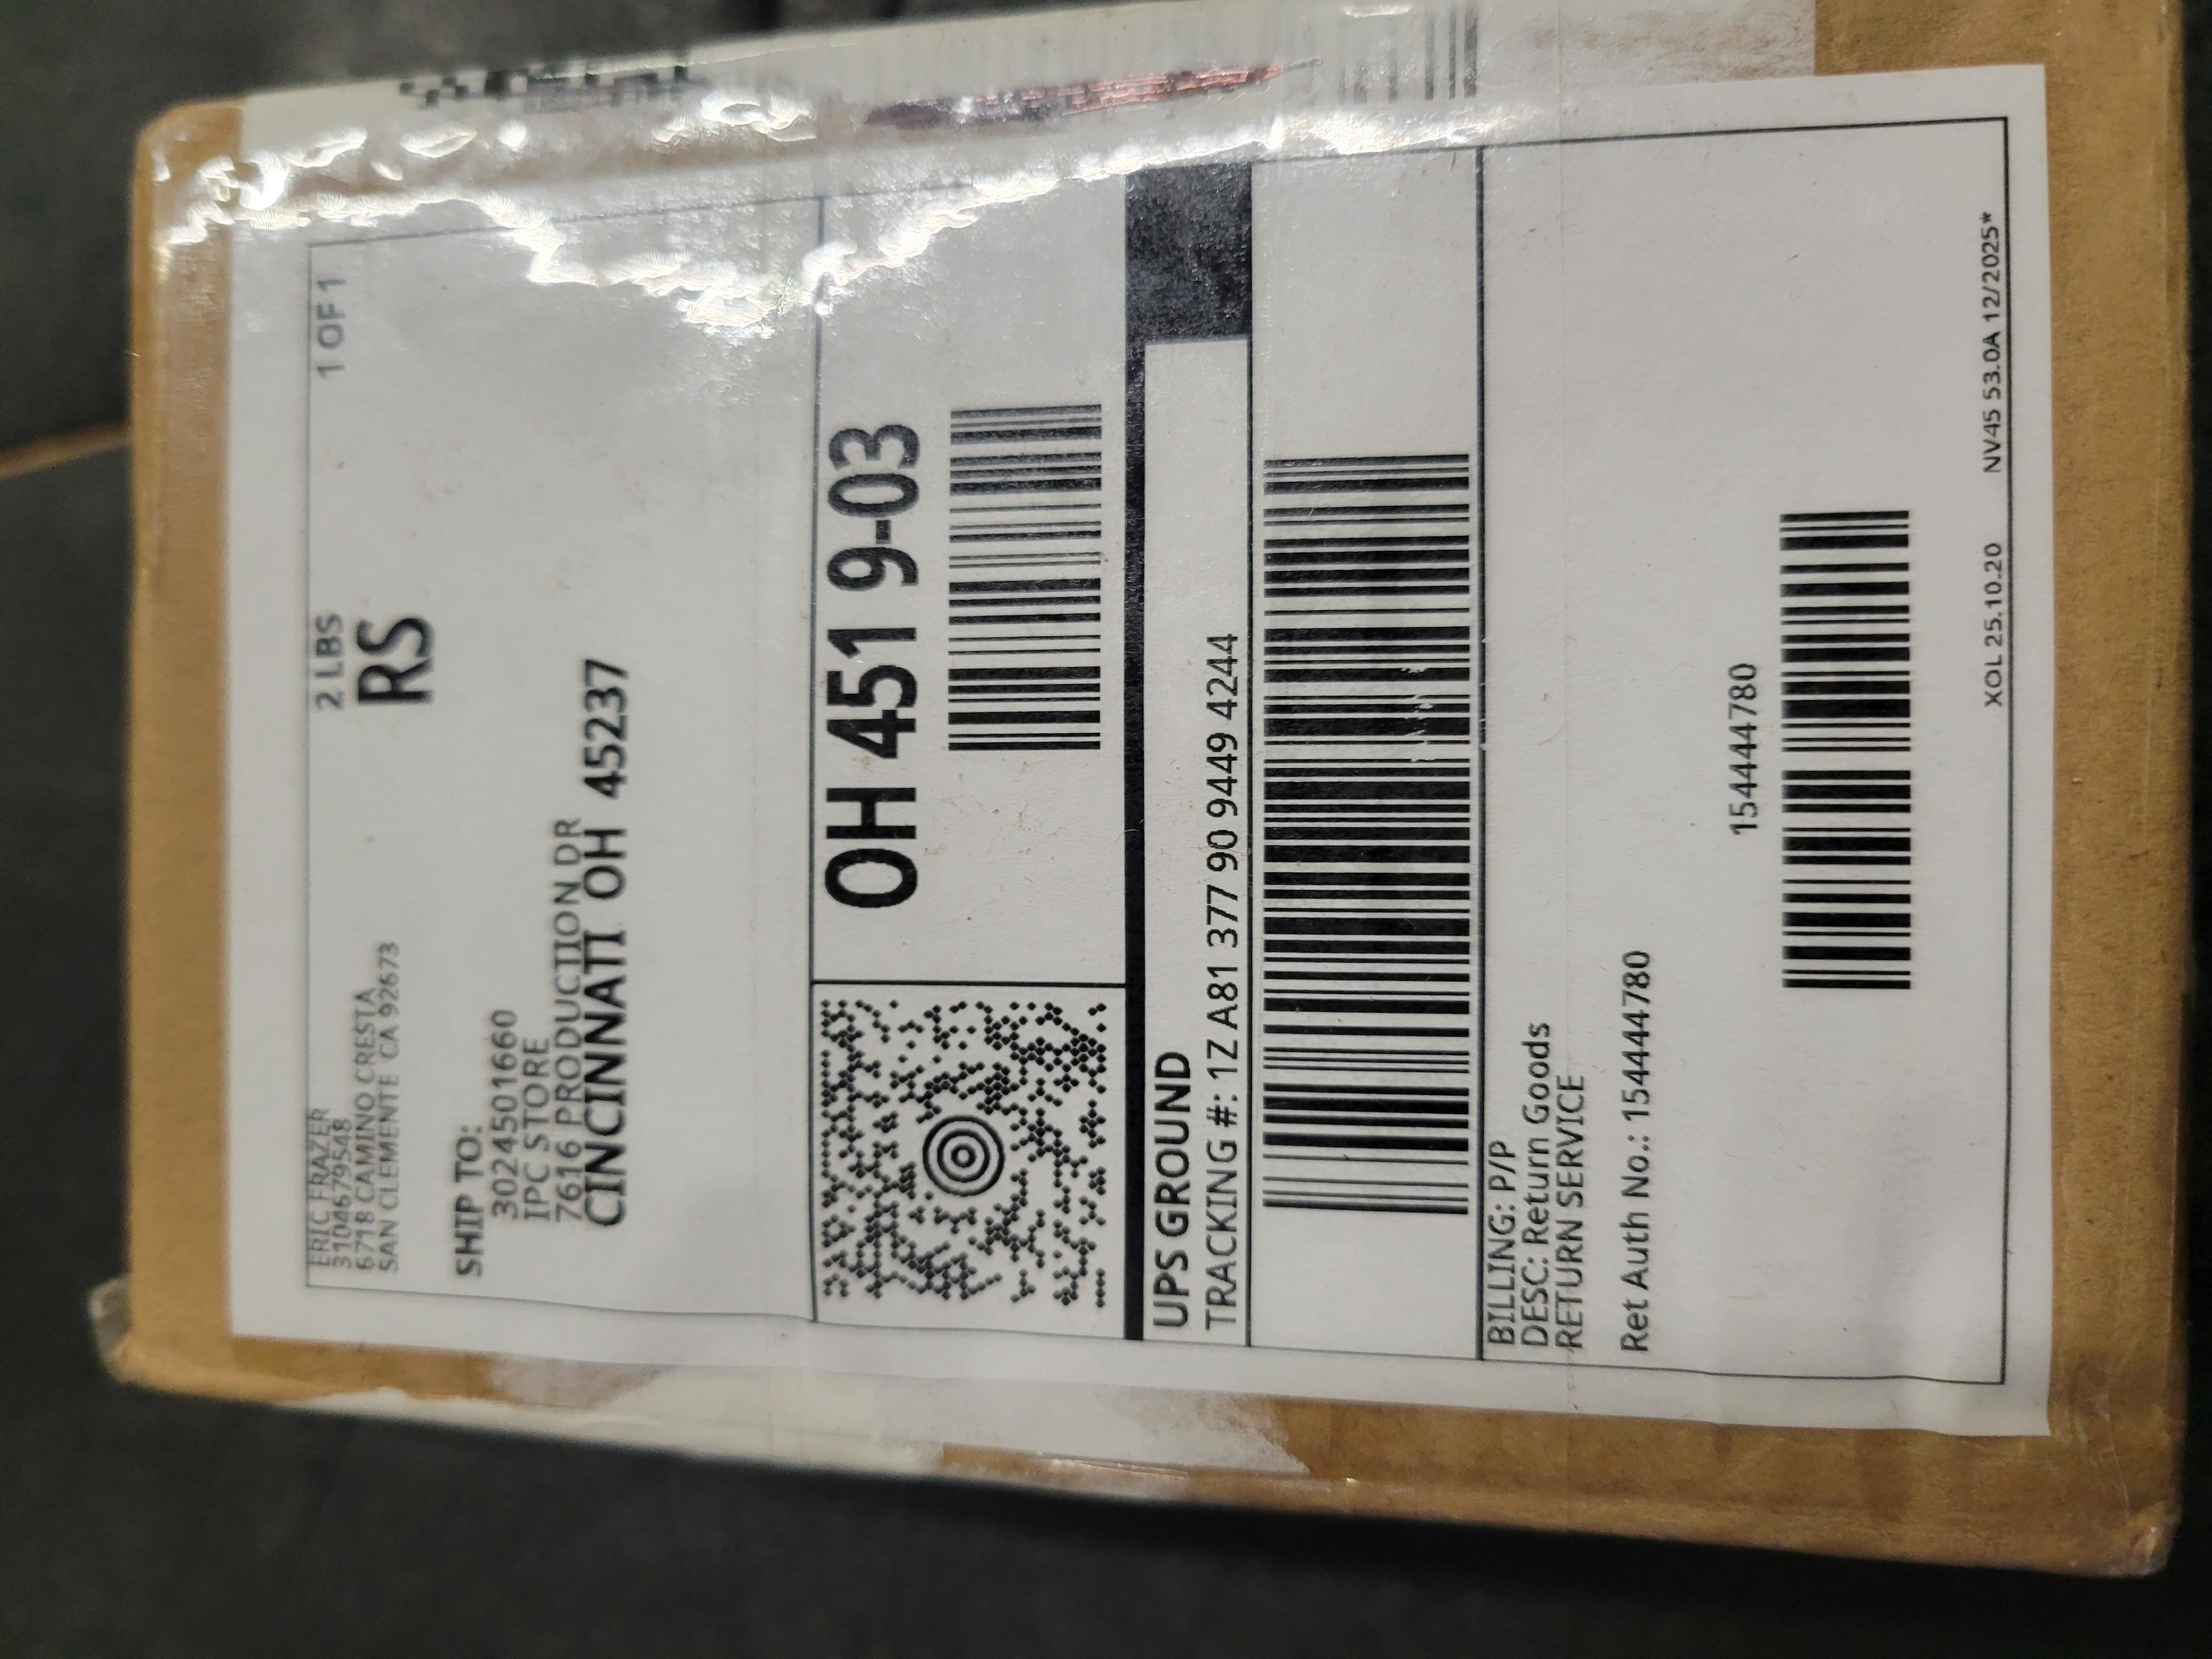 ERIC FRAZER
3104679548
6718 CAMINO CRESTA
SAN CLEMENTE CA 92673
2 LBS
1 OF 1
RS
SHIP TO:
3024501660
IPC STORE
7616 PRODUCTION DR
CINCINNATI OH 45237
OH 451 9-03
UPS GROUND
TRACKING #: 1Z A81 377 90 9449 4244
BILLING: P/P
DESC: Return Goods
RETURN SERVICE
Ret Auth No.: 154444780
154444780
XOL 25.10.20 NV45 53.0A 12/2025*